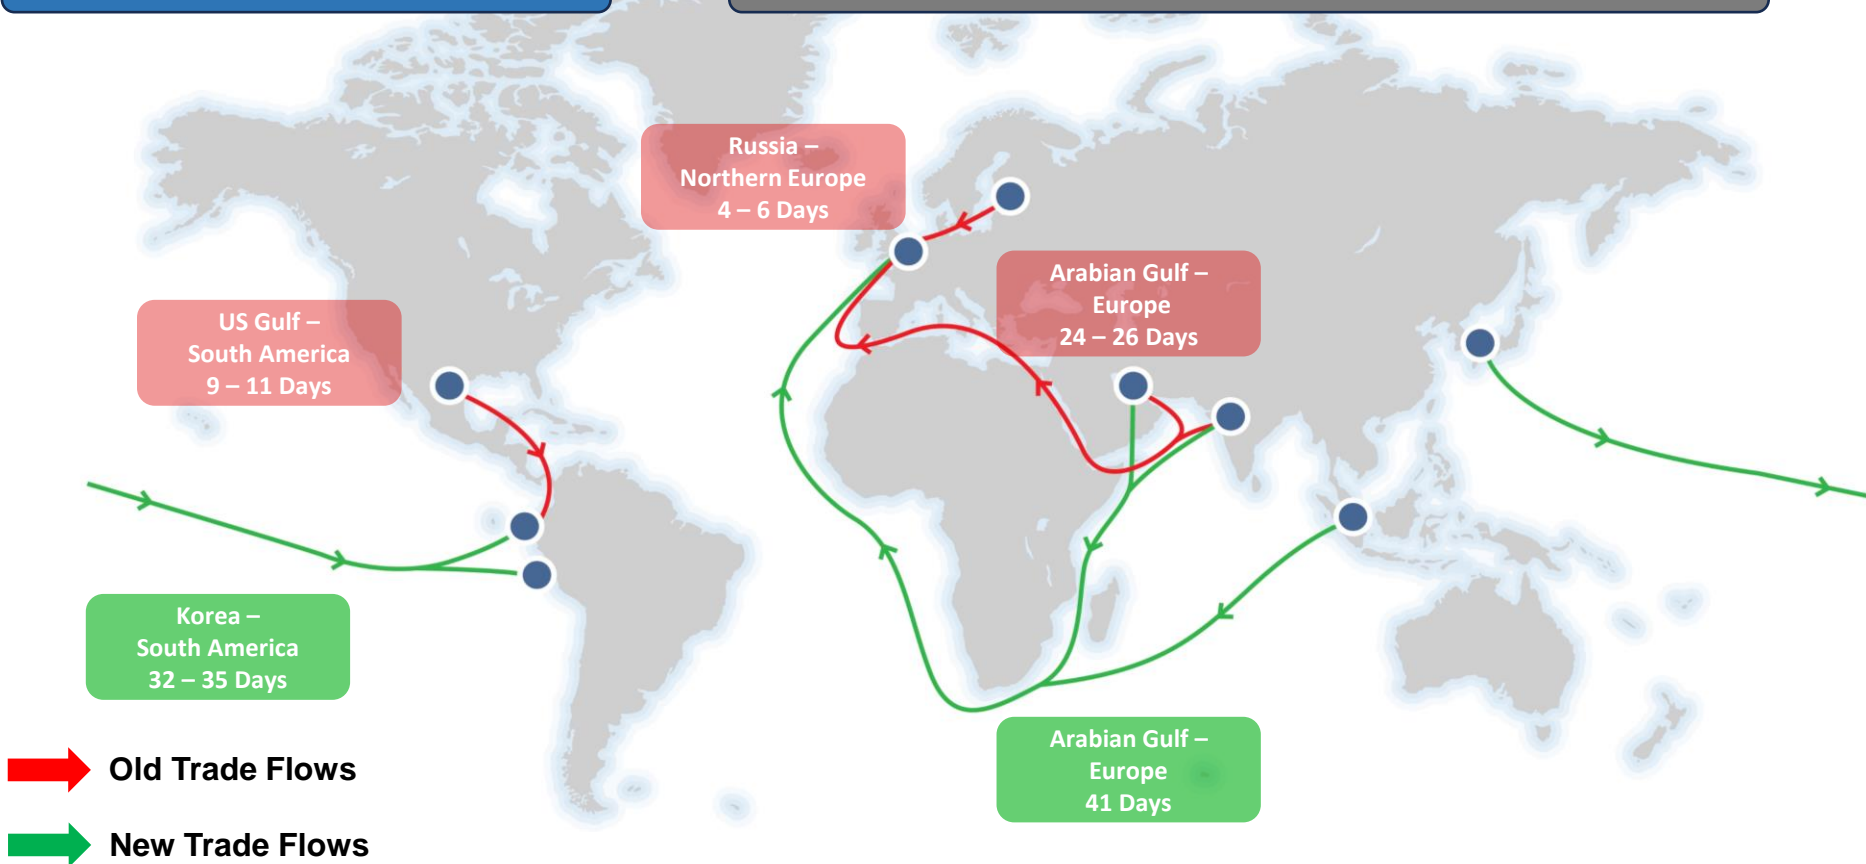 Russia –
Northern Europe
4 – 6 Days
Arabian Gulf –
Europe
24 – 26 Days
US Gulf –
South America
9 – 11 Days
Korea –
South America
32 – 35 Days
Arabian Gulf –
Europe
41 Days
Old Trade Flows
New Trade Flows